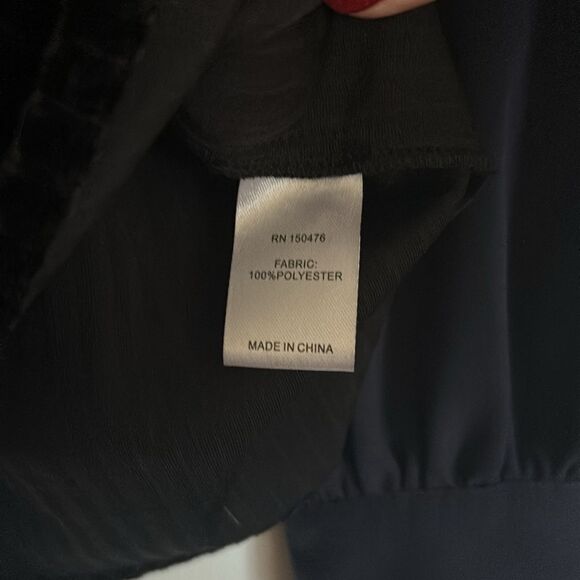 RN 150476
FABRIC:
100%POLYESTER
MADE IN CHINA